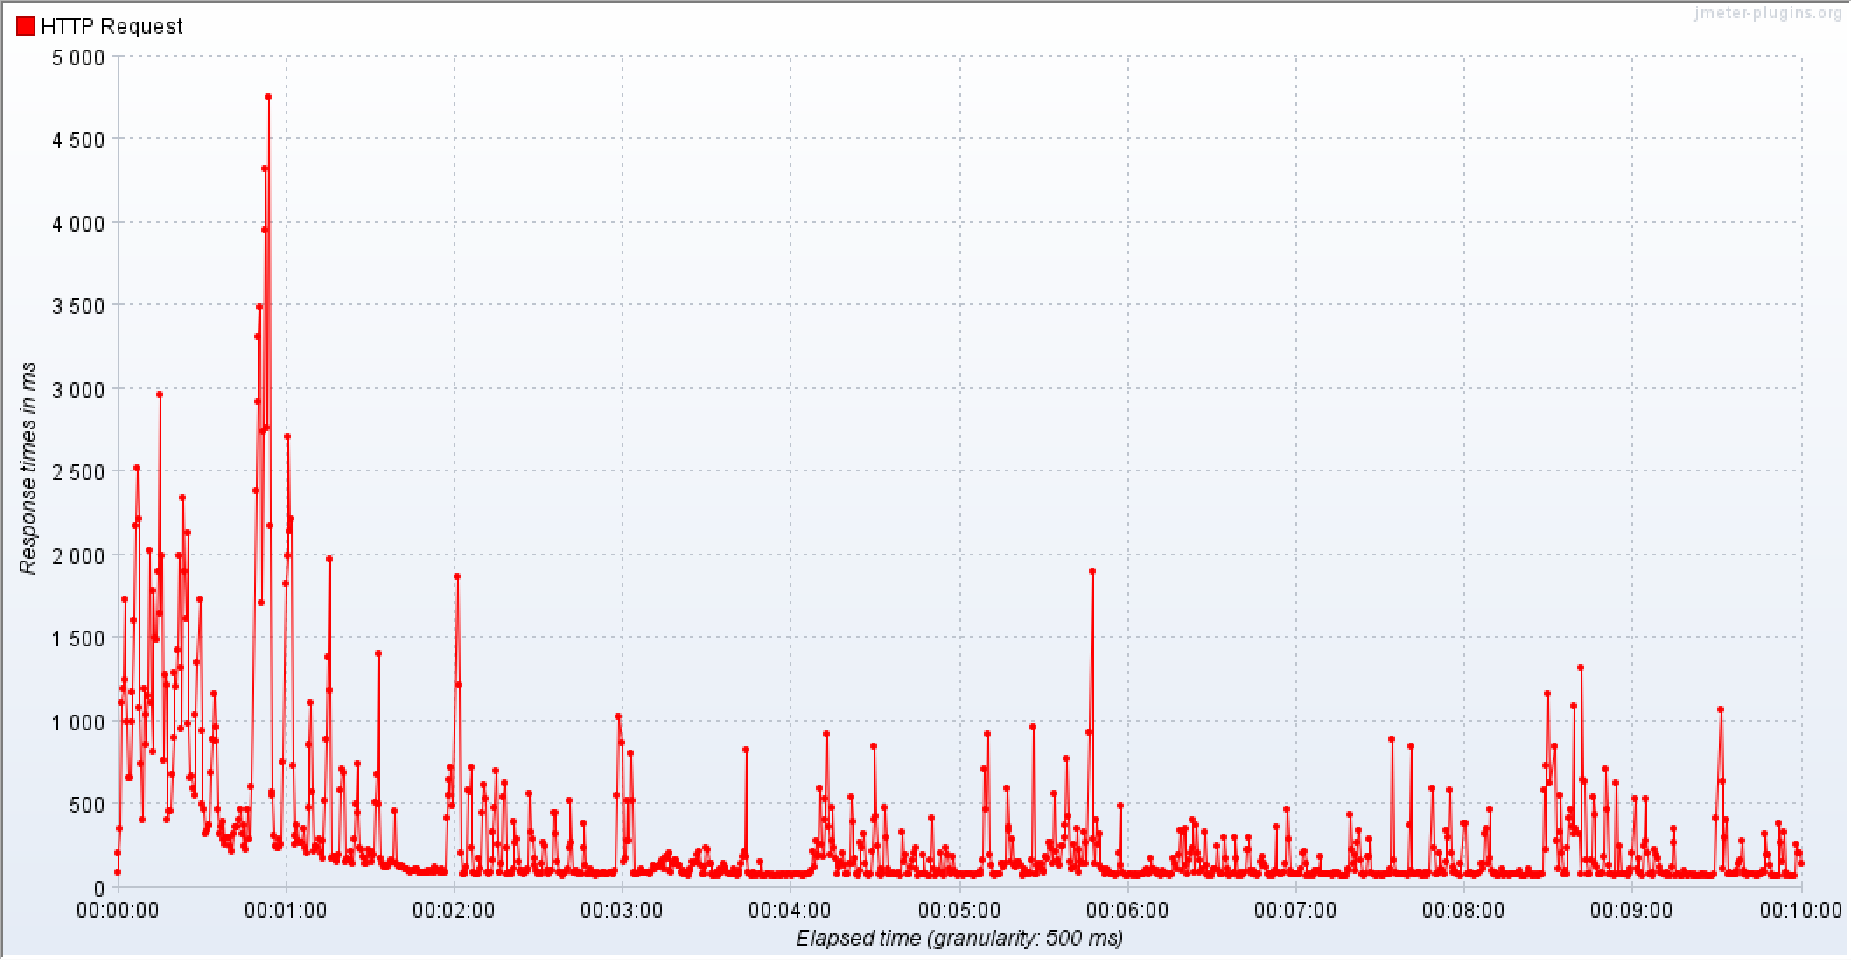 jmeter-plugins.org
HTTP Request
5 000
4 500
4 000
3 500
3 000
2 500
2 000
1 500
1 000
500
0
Response times in ms
00:00:00 00:01:00 00:02:00 00:03:00 00:04:00 00:05:00 00:06:00 00:07:00 00:08:00 00:09:00 00:10:00
Elapsed time (granularity: 500 ms)